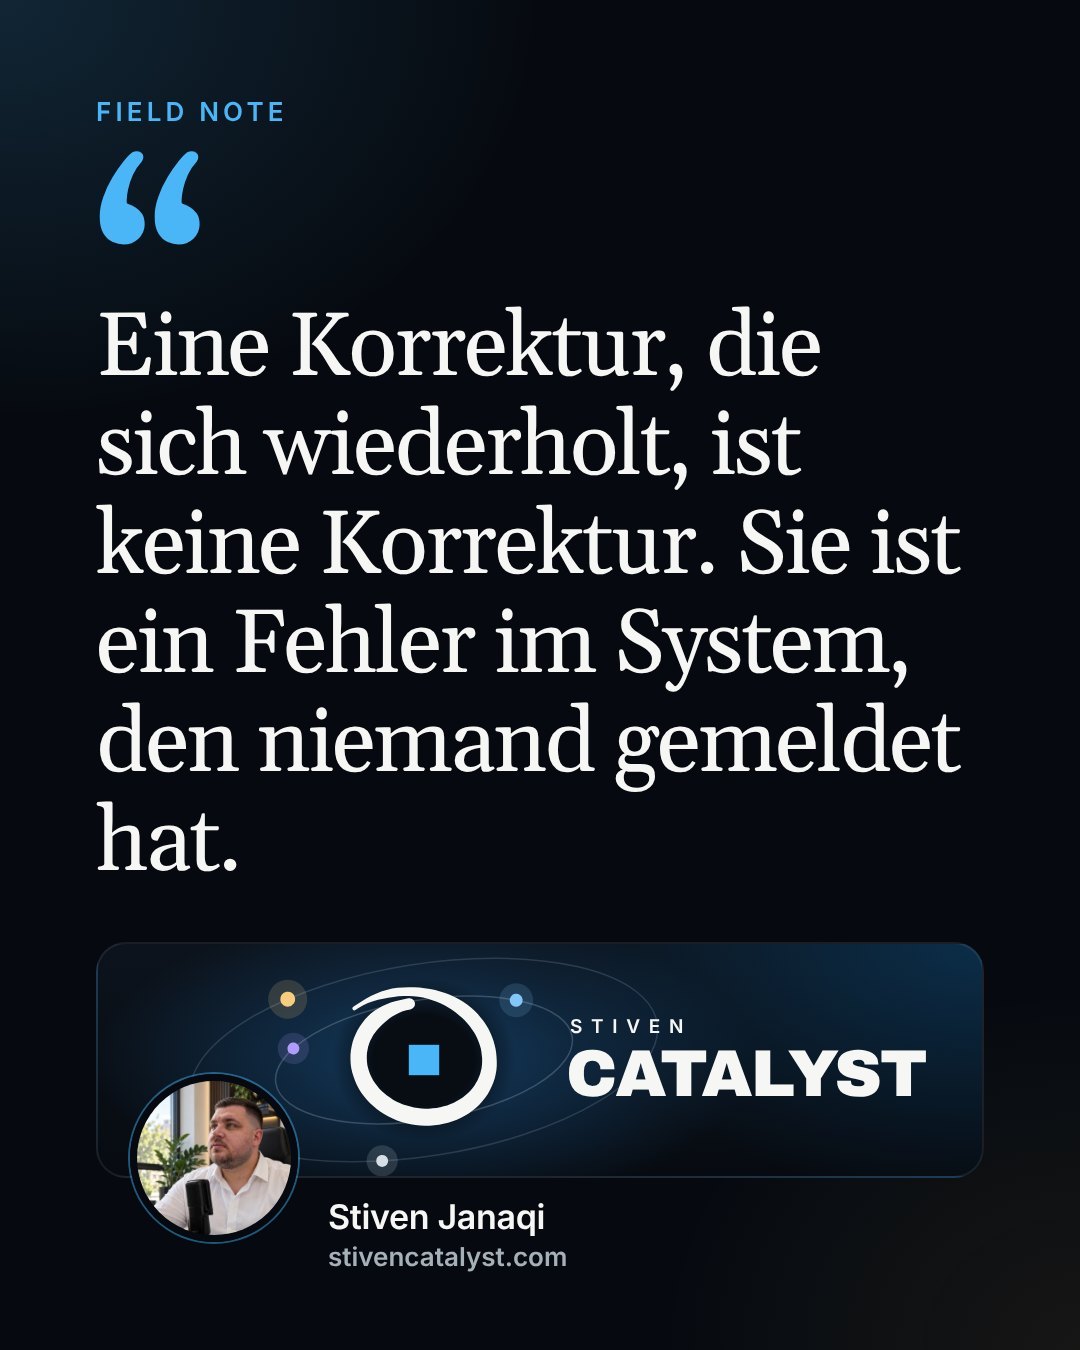 FIELD NOTE
“
Eine Korrektur, die
sich wiederholt, ist
keine Korrektur. Sie ist
ein Fehler im System,
den niemand gemeldet
hat.
STIVEN
CATALYST
Stiven Janaqi
stivencatalyst.com